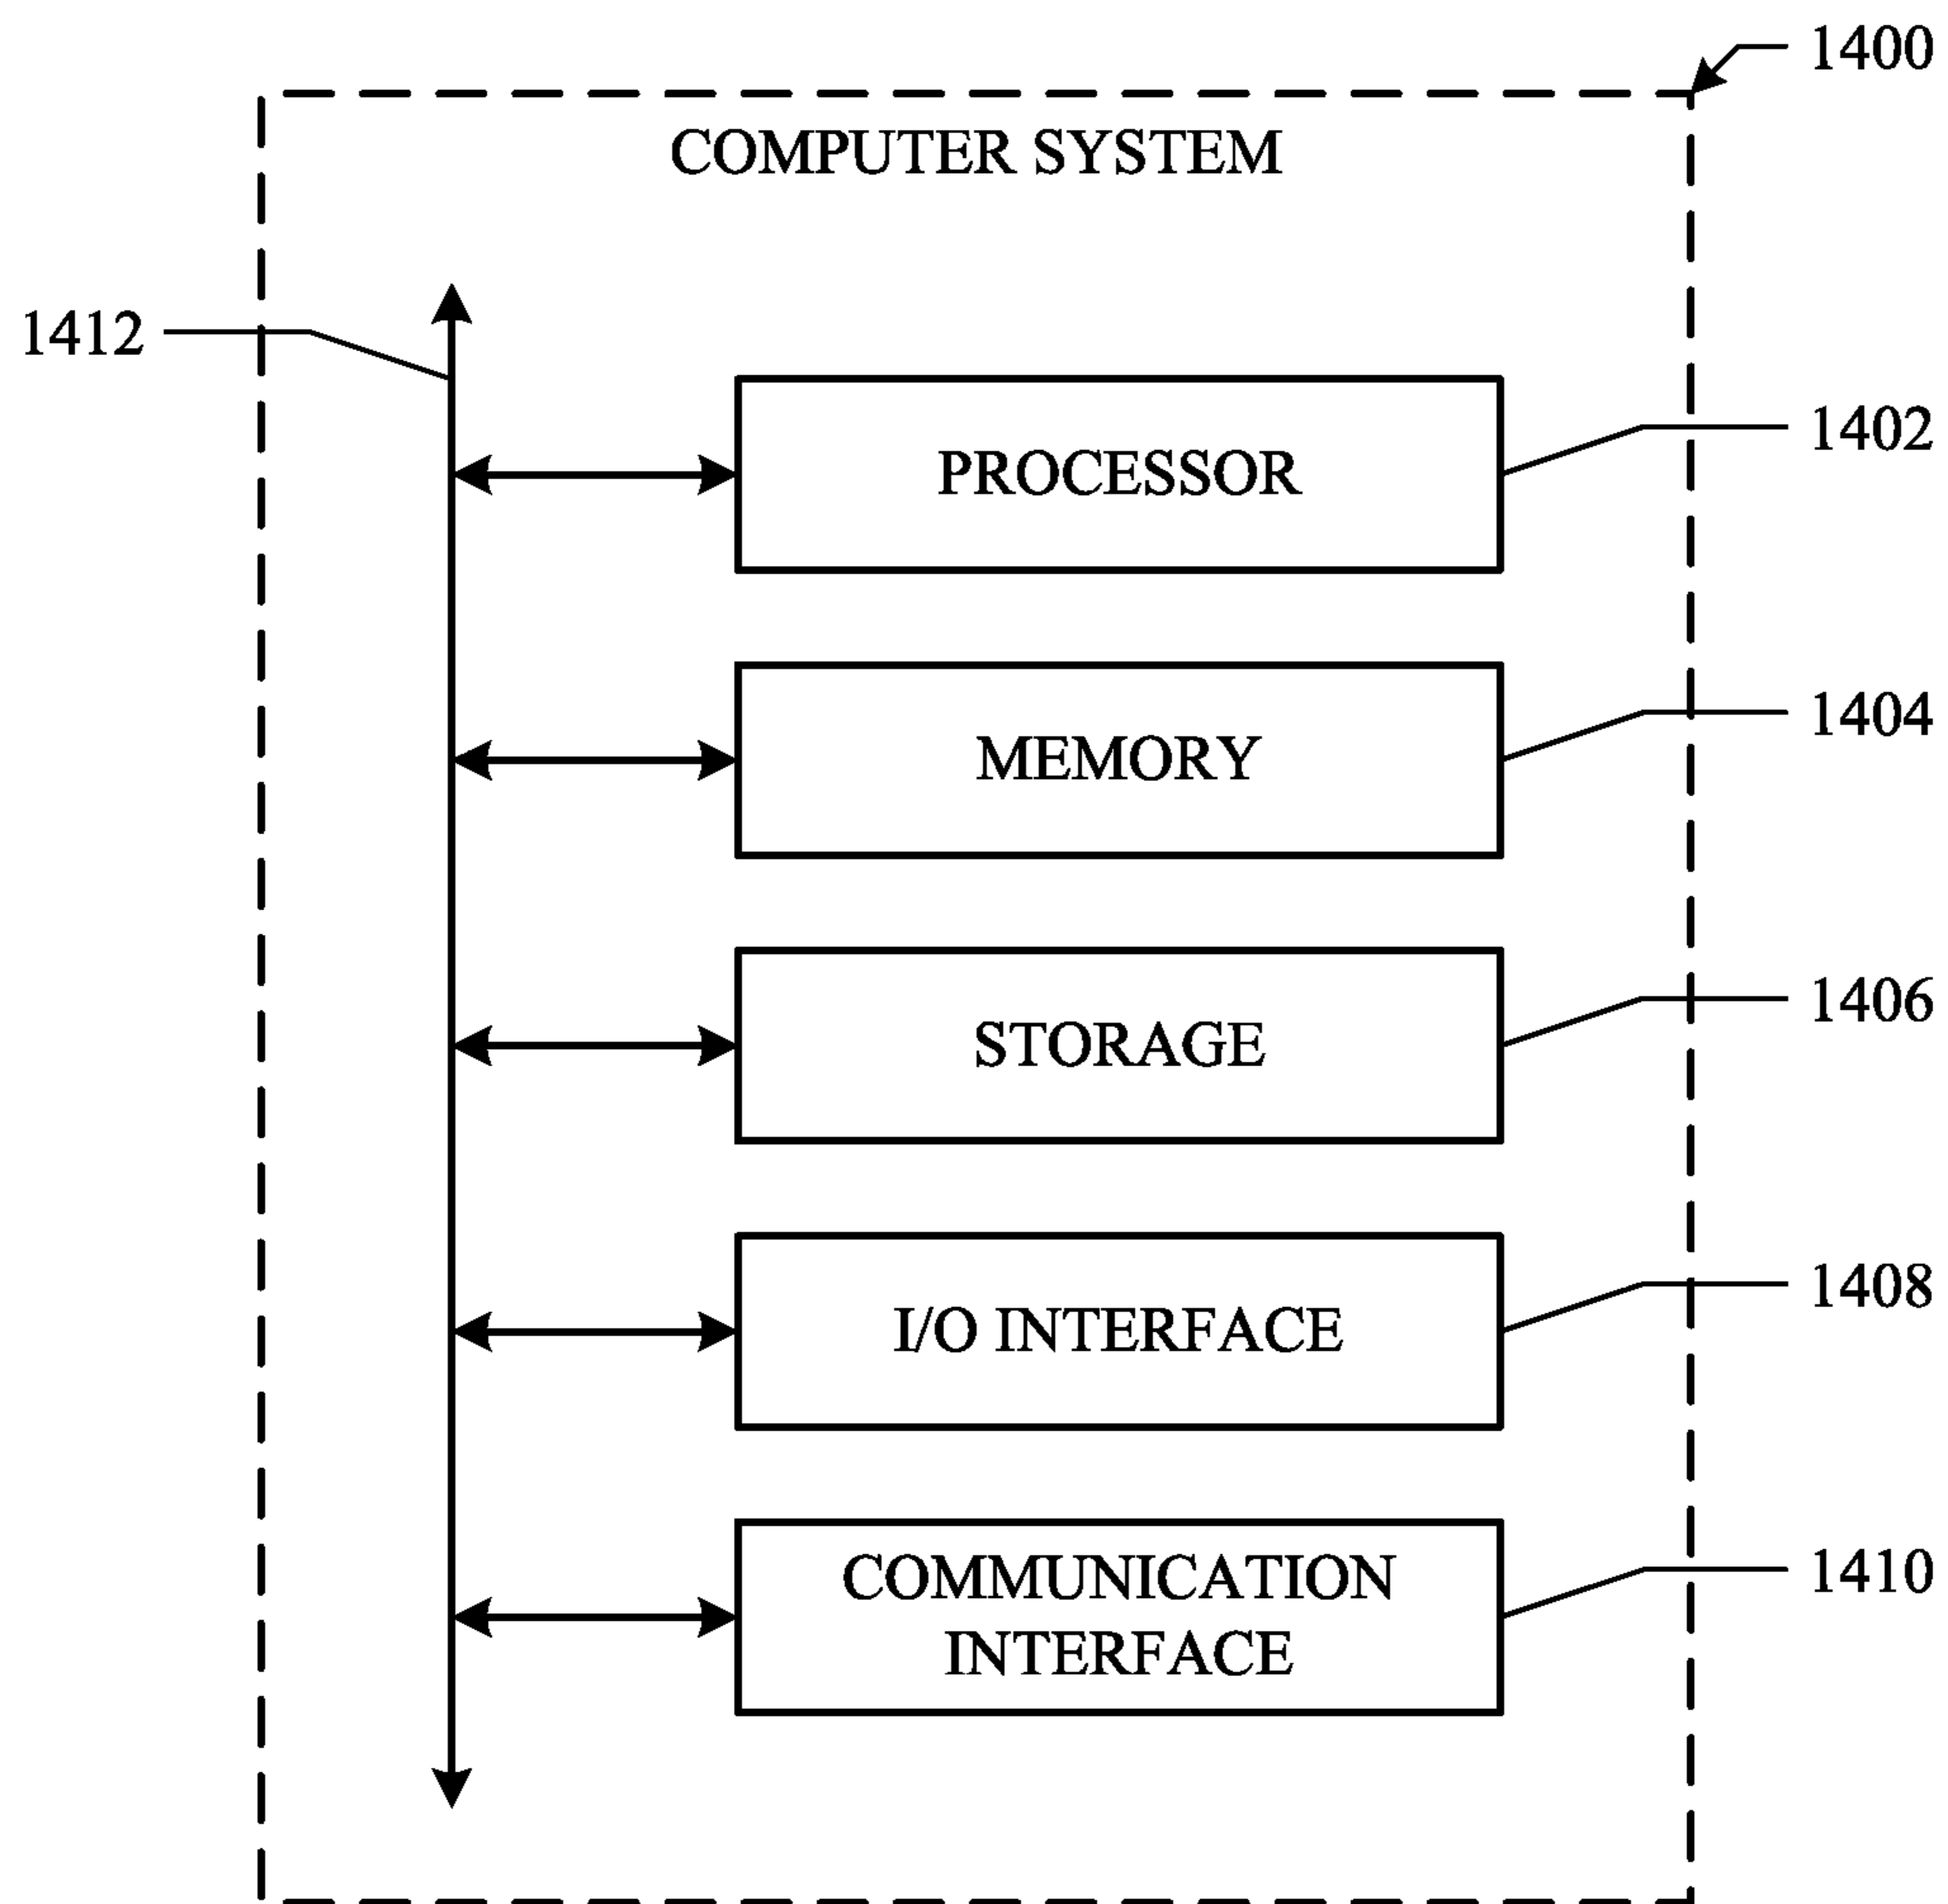 1400
COMPUTER SYSTEM
1412
PROCESSOR
1402
MEMORY
1404
STORAGE
1406
I/O INTERFACE
1408
COMMUNICATION
INTERFACE
1410